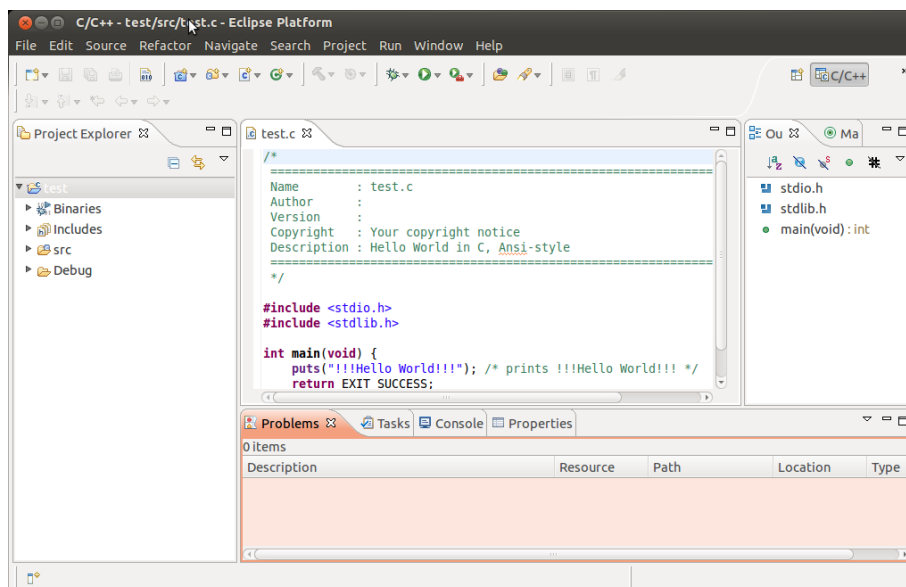 C/C++ - test/src/test.c - Eclipse Platform
File Edit Source Refactor Navigate Search Project Run Window Help
C/C++
Project Explorer
test
Binaries
Includes
src
Debug
test.c
/*
============================================================================
Name : test.c
Author :
Version :
Copyright : Your copyright notice
Description : Hello World in C, Ansi-style
============================================================================
*/
#include <stdio.h>
#include <stdlib.h>
int main(void) {
puts("!!!Hello World!!!"); /* prints !!!Hello World!!! */
return EXIT_SUCCESS;
Ou Ma
stdio.h
stdlib.h
main(void) : int
Problems Tasks Console Properties
0 items
Description Resource Path Location Type